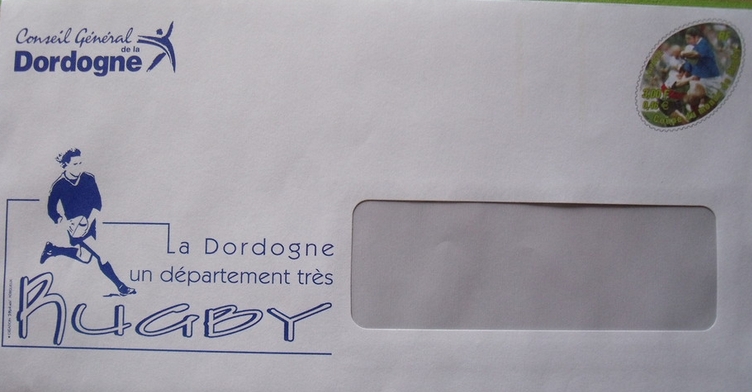 Conseil Général
de la
Dordogne
La Dordogne
un département très
RUGBY